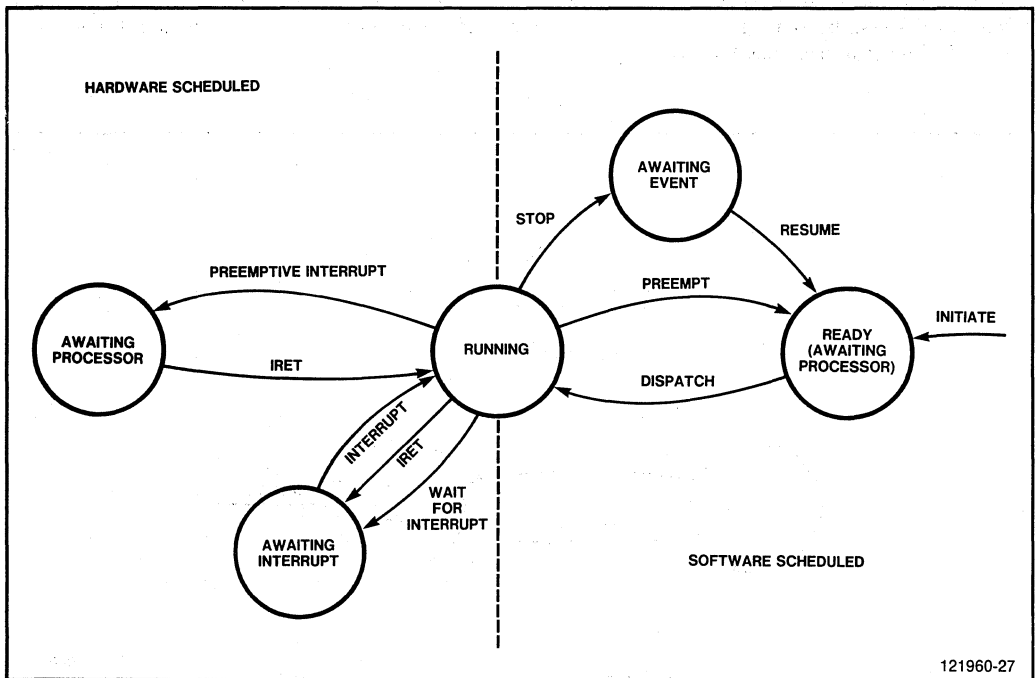 HARDWARE SCHEDULED
AWAITING
EVENT
STOP
RESUME
PREEMPTIVE INTERRUPT
PREEMPT
INITIATE
AWAITING
PROCESSOR
RUNNING
READY
(AWAITING
PROCESSOR)
IRET
DISPATCH
INTERRUPT
IRET
WAIT
FOR
INTERRUPT
AWAITING
INTERRUPT
SOFTWARE SCHEDULED
121960-27